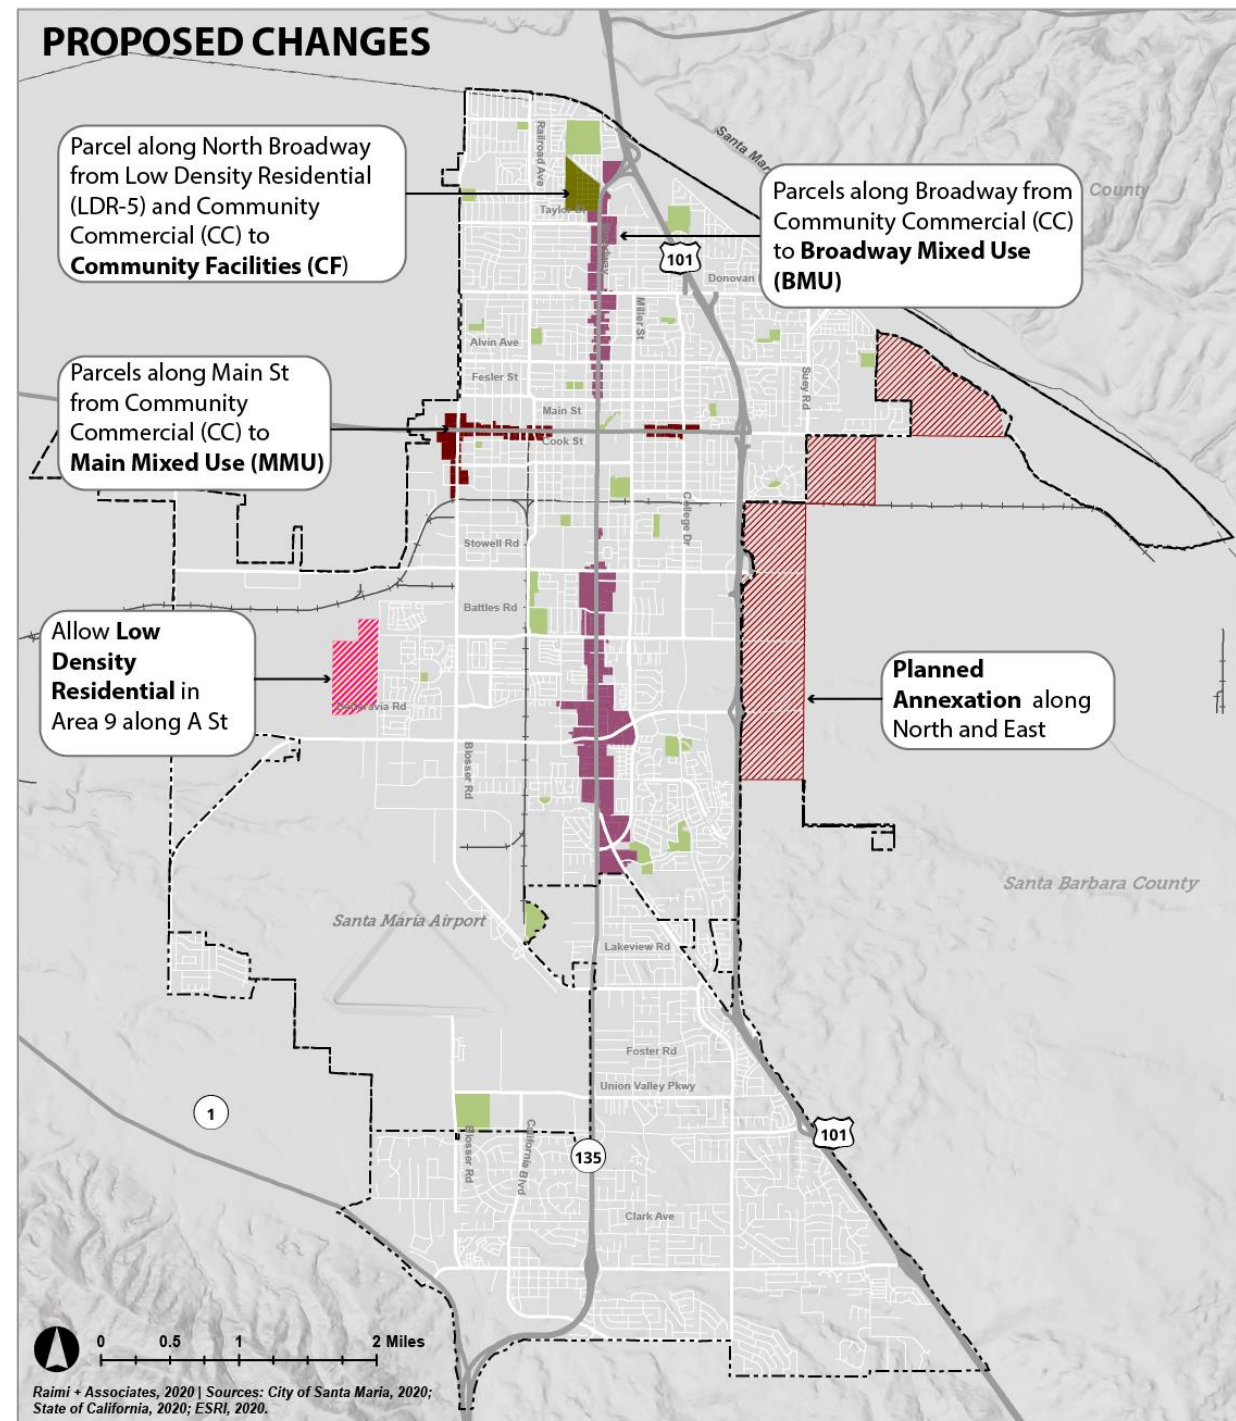 PROPOSED CHANGES
Parcel along North Broadway
from Low Density Residential
(LDR-5) and Community
Commercial (CC) to
Community Facilities (CF)
Parcels along Broadway from
Community Commercial (CC)
to Broadway Mixed Use
(BMU)
Parcels along Main St
from Community
Commercial (CC) to
Main Mixed Use (MMU)
Allow Low
Density
Residential in
Area 9 along A St
Planned
Annexation along
North and East
Railroad Ave
Santa Mar
County
101
Donovan
Miller St
Alvin Ave
Fesler St
Suey Rd
Main St
Cook St
College Dr
Stowell Rd
Battles Rd
Rd
Blosser Rd
Santa Maria Airport
Santa Barbara County
Lakeview Rd
Foster Rd
Union Valley Pkwy
1
101
Blosser Rd
California Blvd
135
Clark Ave
0 0.5 1 2 Miles
Raimi + Associates, 2020 | Sources: City of Santa Maria, 2020;
State of California, 2020; ESRI, 2020.